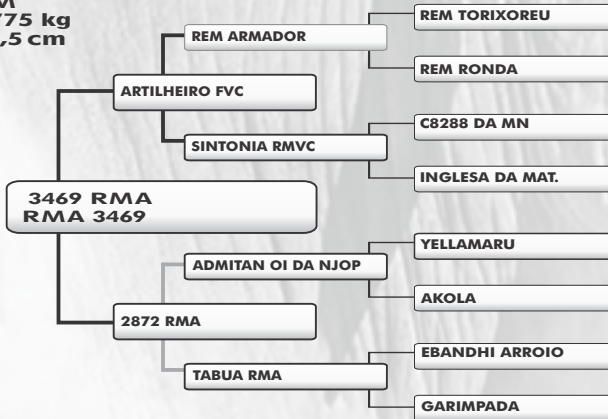 775 kg
,5 cm
REM TORIXOREU
REM ARMADOR
REM RONDA
ARTILHEIRO FVC
C8288 DA MN
SINTONIA RMVC
INGLESA DA MAT.
3469 RMA
RMA 3469
YELLAMARU
ADMITAN OI DA NJOP
AKOLA
2872 RMA
EBANDHI ARROIO
TABUA RMA
GARIMPADA